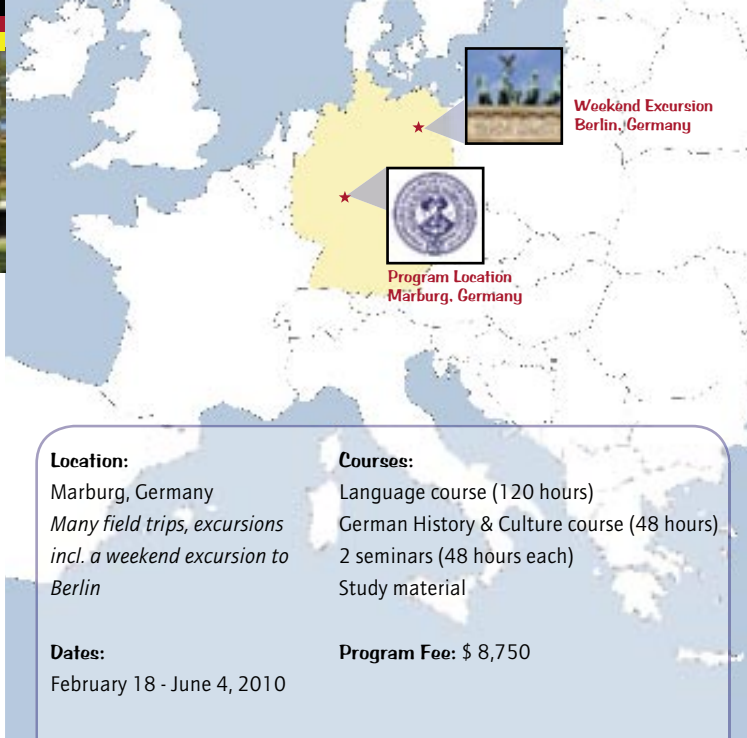 Weekend Excursion
Berlin, Germany
Program Location
Marburg, Germany
Location:
Marburg, Germany
Many field trips, excursions
incl. a weekend excursion to
Berlin
Dates:
February 18 - June 4, 2010
Courses:
Language course (120 hours)
German History & Culture course (48 hours)
2 seminars (48 hours each)
Study material
Program Fee: $ 8,750